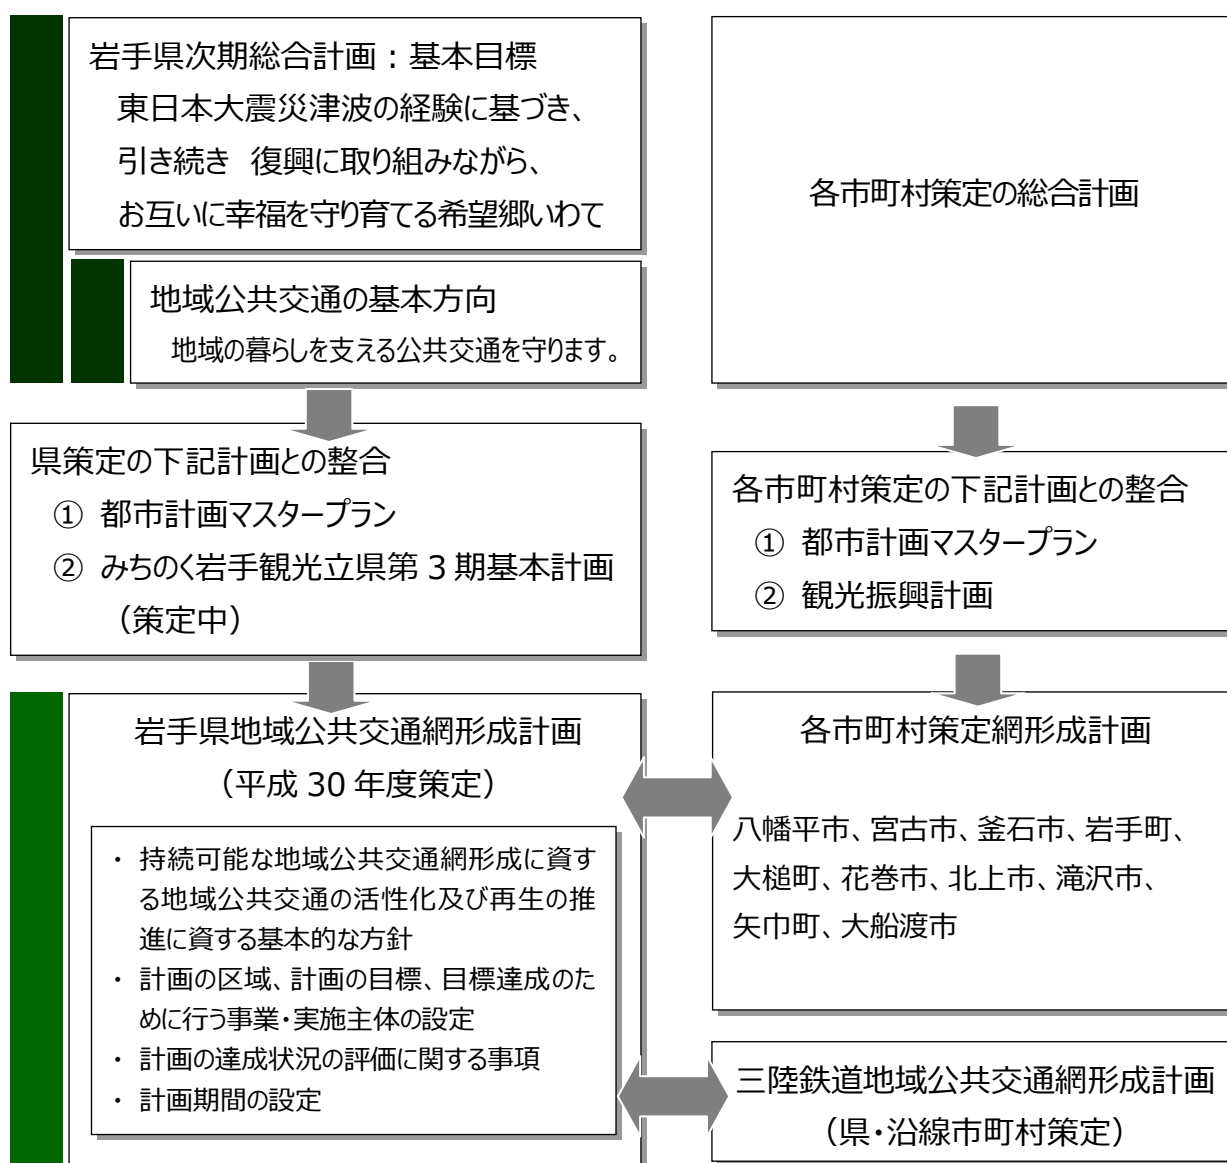 岩手県次期総合計画：基本目標
東日本大震災津波の経験に基づき、
引き続き 復興に取り組みながら、
お互いに幸福を守り育てる希望郷いわて
地域公共交通の基本方向
地域の暮らしを支える公共交通を守ります。
県策定の下記計画との整合
① 都市計画マスタープラン
② みちのく岩手観光立県第 3 期基本計画
（策定中）
岩手県地域公共交通網形成計画
（平成 30 年度策定）
・ 持続可能な地域公共交通網形成に資す
る地域公共交通の活性化及び再生の推
進に資する基本的な方針
・ 計画の区域、計画の目標、目標達成のた
めに行う事業・実施主体の設定
・ 計画の達成状況の評価に関する事項
・ 計画期間の設定
各市町村策定の総合計画
各市町村策定の下記計画との整合
① 都市計画マスタープラン
② 観光振興計画
各市町村策定網形成計画
八幡平市、宮古市、釜石市、岩手町、
大槌町、花巻市、北上市、滝沢市、
矢巾町、大船渡市
三陸鉄道地域公共交通網形成計画
（県・沿線市町村策定）